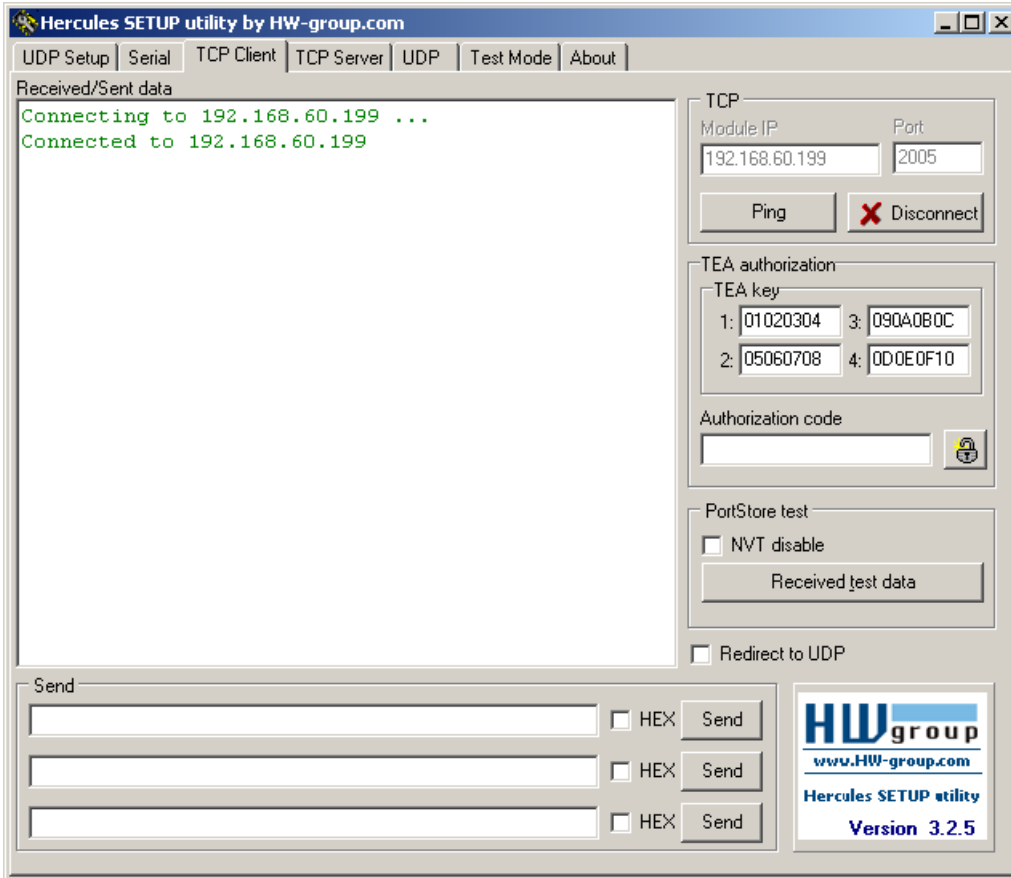 Hercules SETUP utility by HW-group.com
UDP Setup Serial TCP Client TCP Server UDP Test Mode About
Received/Sent data
Connecting to 192.168.60.199 ...
Connected to 192.168.60.199
TCP
Module IP Port
192.168.60.199 2005
Ping Disconnect
TEA authorization
TEA key
1: 01020304 3: 090A0B0C
2: 05060708 4: 0D0E0F10
Authorization code
PortStore test
NVT disable
Received test data
Redirect to UDP
Send
HEX Send
HEX Send
HEX Send
HW group
www.HW-group.com
Hercules SETUP utility
Version 3.2.5